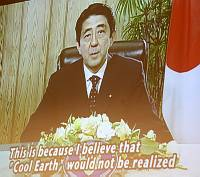 This is because I believe that
"Cool Earth" would not be realized